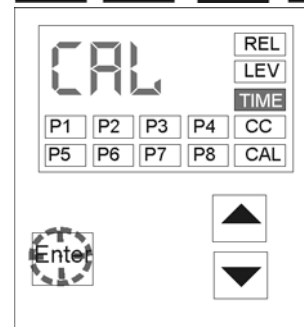 CAL
REL
LEV
TIME
P1 P2 P3 P4 CC
P5 P6 P7 P8 CAL
Enter